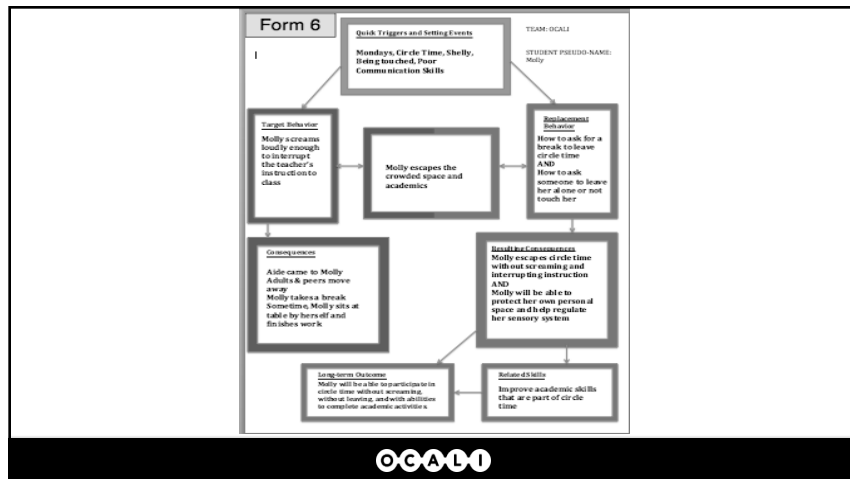 Form 6
Quick Triggers and Setting Events
Mondays, Circle Time, Shelly,
Being touched, Poor
Communication Skills
TEAM: OCALI
STUDENT PSEUDO-NAME:
Molly
Target Behavior
Molly screams
loudly enough
to interrupt
the teacher's
instruction to
class
Molly escapes the
crowded space and
academics
Replacement
Behavior
How to ask for a
break to leave
circle time
AND
How to ask
someone to leave
her alone or not
touch her
Consequences
Aide came to Molly
Adults & peers move
away
Molly takes a break
Sometime, Molly sits at
table by herself and
finishes work
Resulting Consequences
Molly escapes circle time
without screaming and
interrupting instruction
AND
Molly will be able to
protect her own personal
space and help regulate
her sensory system
Long-term Outcome
Molly will be able to participate in
circle time without screaming,
without leaving, and with abilities
to complete academic activities.
Related Skills
Improve academic skills
that are part of circle
time
OCALI